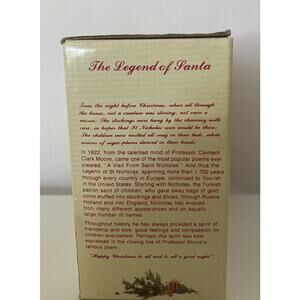 The Legend of Santa
'Twas the night before Christmas, when all through
the house, not a creature was stirring, not even a
mouse. The stockings were hung by the chimney with
care, in hopes that St Nicholas soon would be there.
The children were nestled all snug in their beds, while
visions of sugar-plums danced in their heads.
In 1822, from the talented mind of Professor Clement
Clark Moore, came one of the most popular poems ever
created, "A Visit From Saint Nicholas". And thus the
Legend of St Nicholas, spanning more than 1,700 years
through every country in Europe, continued to flourish
in the United States. Starting with Nicholas, the Turkish
patron saint of children, who gave away bags of gold
coins stuffed into stockings and shoes, through Russia,
Holland and into England, Nicholas has evolved
from many different appearances and an equally
large number of names.
Throughout history he has always provided a spirit of
friendship and love, good feelings and compassion for
children everywhere. Perhaps this spirit was best
expressed in the closing line of Professor Moore's
famous poem:
"Happy Christmas to all and to all a good night"